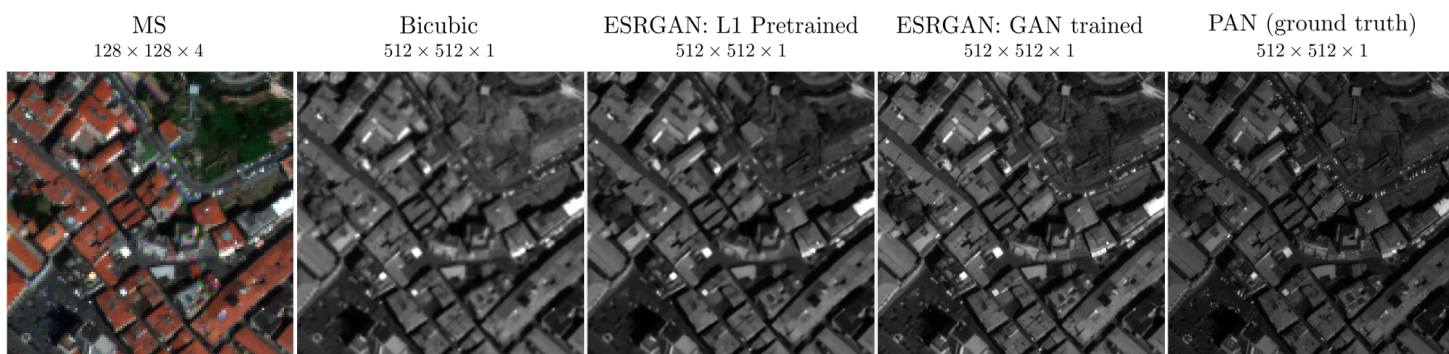 MS
128 × 128 × 4
Bicubic
512 × 512 × 1
ESRGAN: L1 Pretrained
512 × 512 × 1
ESRGAN: GAN trained
512 × 512 × 1
PAN (ground truth)
512 × 512 × 1